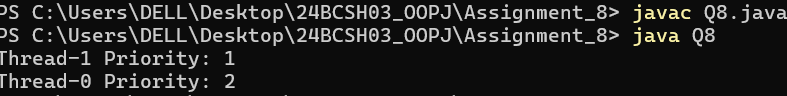 PS C:\Users\DELL\Desktop\24BCSH03_OOPJ\Assignment_8> javac Q8.java
PS C:\Users\DELL\Desktop\24BCSH03_OOPJ\Assignment_8> java Q8
Thread-1 Priority: 1
Thread-0 Priority: 2